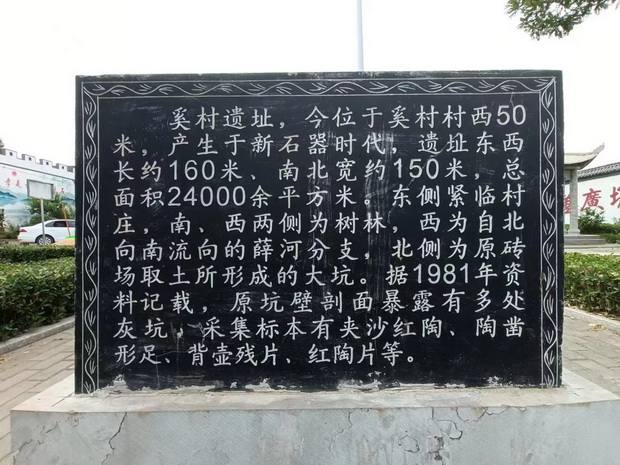 奚村遗址，今位于奚村村西50
米，产生于新石器时代，遗址东西
长约160米、南北宽约150米，总
面积24000余平方米。东侧紧临村
庄，南、西两侧为树林，西为自北
向南流向的薛河分支，北侧为原砖
场取土所形成的大坑。据1981年资
料记载，原坑壁剖面暴露有多处
灰坑，采集标本有夹沙红陶、陶凿
形足、背壶残片、红陶片等。
廣场